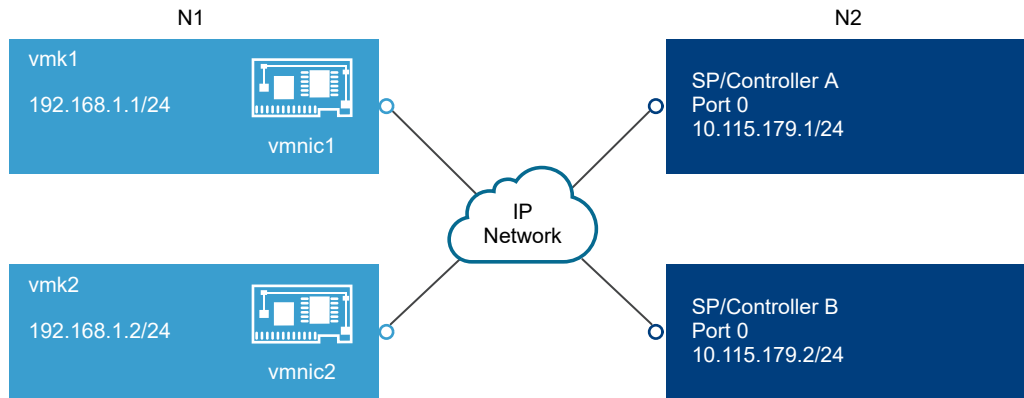 N1
N2
vmk1
192.168.1.1/24
vmnic1
SP/Controller A
Port 0
10.115.179.1/24
IP
Network
vmk2
192.168.1.2/24
vmnic2
SP/Controller B
Port 0
10.115.179.2/24